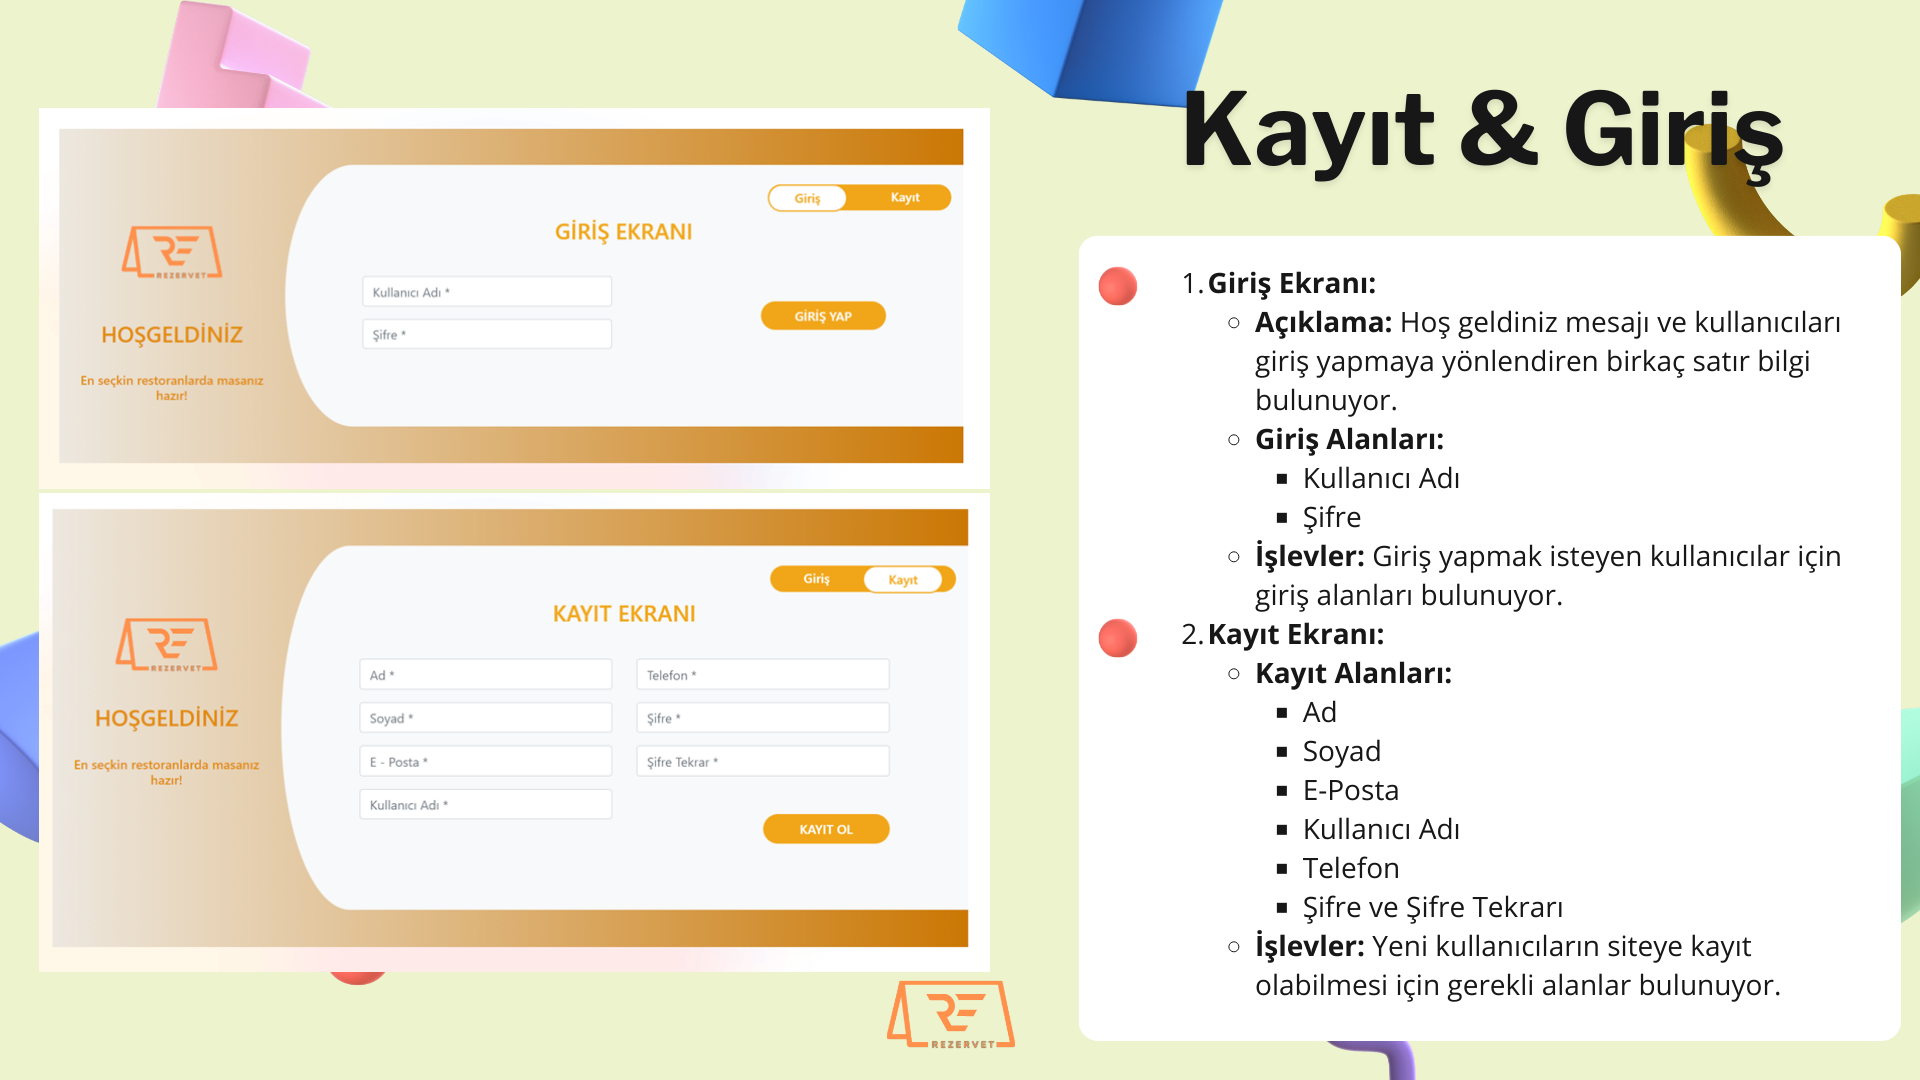 Kayıt & Giriş
Giriş
Kayıt
GİRİŞ EKRANI
REZERVET
Kullanıcı Adı *
Şifre *
GİRİŞ YAP
HOŞGELDİNİZ
En seçkin restoranlarda masanız
hazır!
Giriş
Kayıt
KAYIT EKRANI
REZERVET
HOŞGELDİNİZ
En seçkin restoranlarda masanız
hazır!
Ad *
Soyad *
E - Posta *
Kullanıcı Adı *
Telefon *
Şifre *
Şifre Tekrar *
KAYIT OL
REZERVET
1. Giriş Ekranı:
Açıklama: Hoş geldiniz mesajı ve kullanıcıları
giriş yapmaya yönlendiren birkaç satır bilgi
bulunuyor.
Giriş Alanları:
Kullanıcı Adı
Şifre
İşlevler: Giriş yapmak isteyen kullanıcılar için
giriş alanları bulunuyor.
2. Kayıt Ekranı:
Kayıt Alanları:
Ad
Soyad
E-Posta
Kullanıcı Adı
Telefon
Şifre ve Şifre Tekrarı
İşlevler: Yeni kullanıcıların siteye kayıt
olabilmesi için gerekli alanlar bulunuyor.